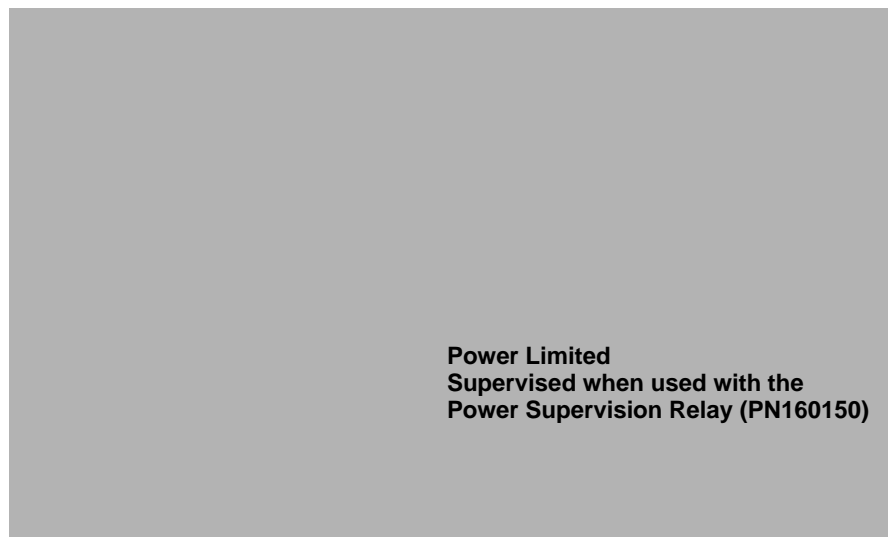 Power Limited
Supervised when used with the
Power Supervision Relay (PN160150)